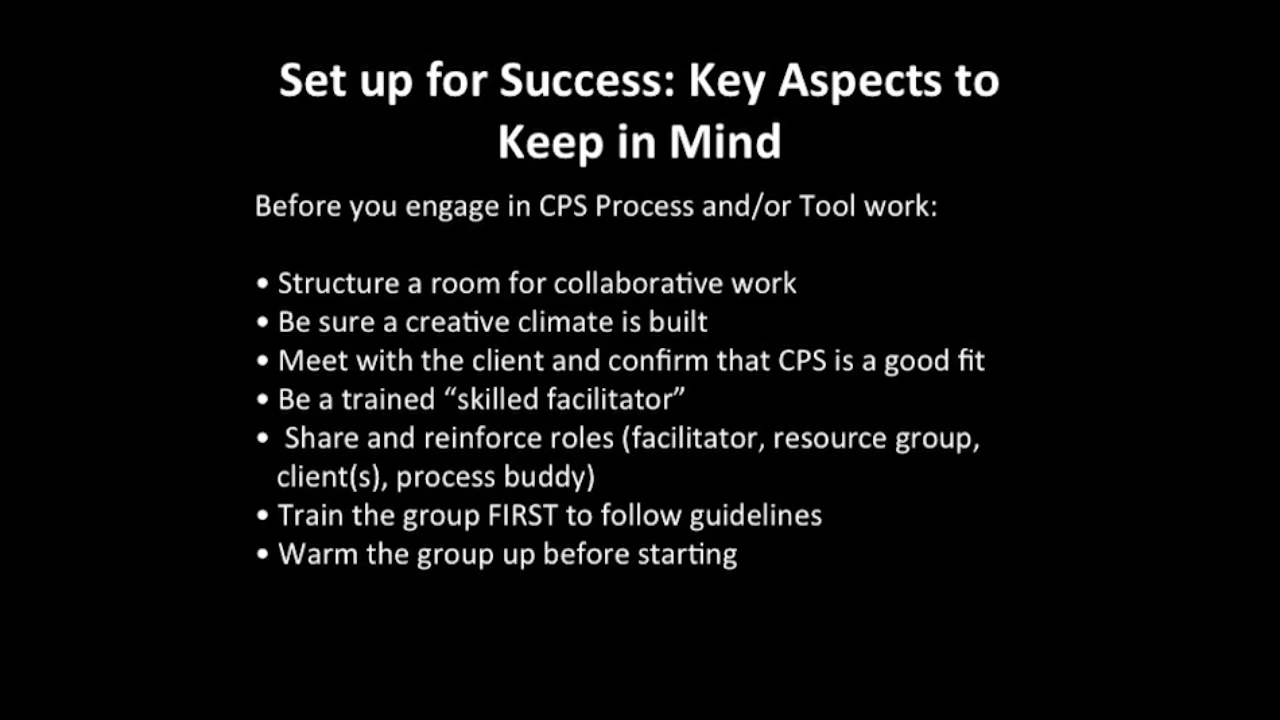 Set up for Success: Key Aspects to
Keep in Mind
Before you engage in CPS Process and/or Tool work:
• Structure a room for collaborative work
• Be sure a creative climate is built
• Meet with the client and confirm that CPS is a good fit
• Be a trained “skilled facilitator”
• Share and reinforce roles (facilitator, resource group,
client(s), process buddy)
• Train the group FIRST to follow guidelines
• Warm the group up before starting